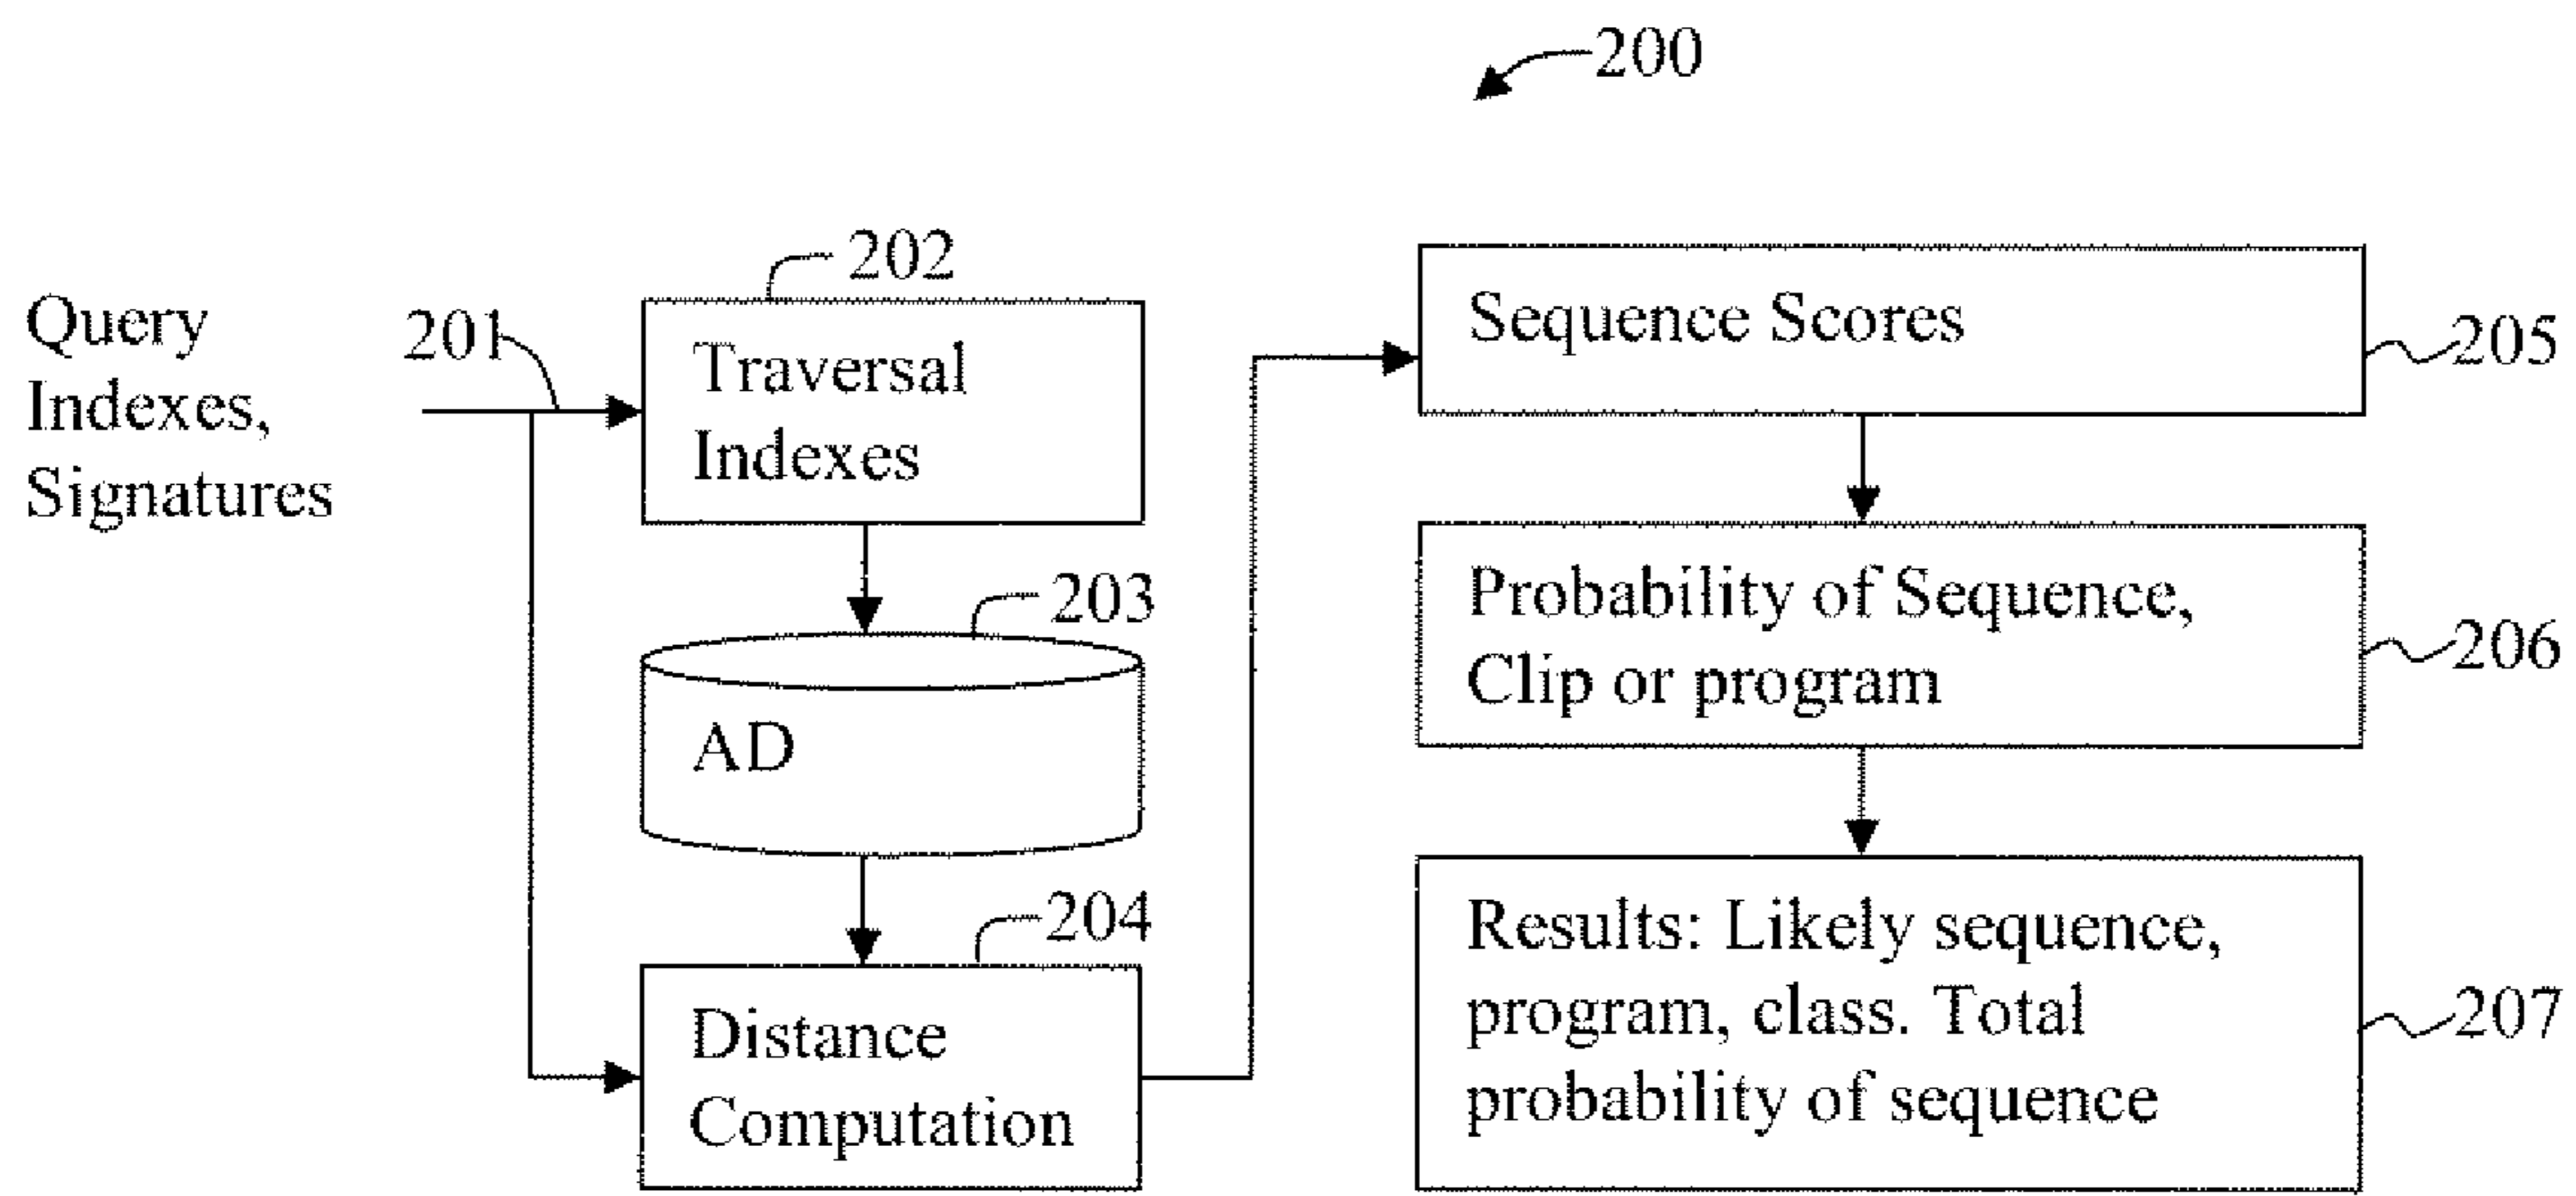 200
Query
Indexes,
Signatures
201
202
Traversal
Indexes
203
AD
204
Distance
Computation
Sequence Scores
205
Probability of Sequence,
Clip or program
206
Results: Likely sequence,
program, class. Total
probability of sequence
207